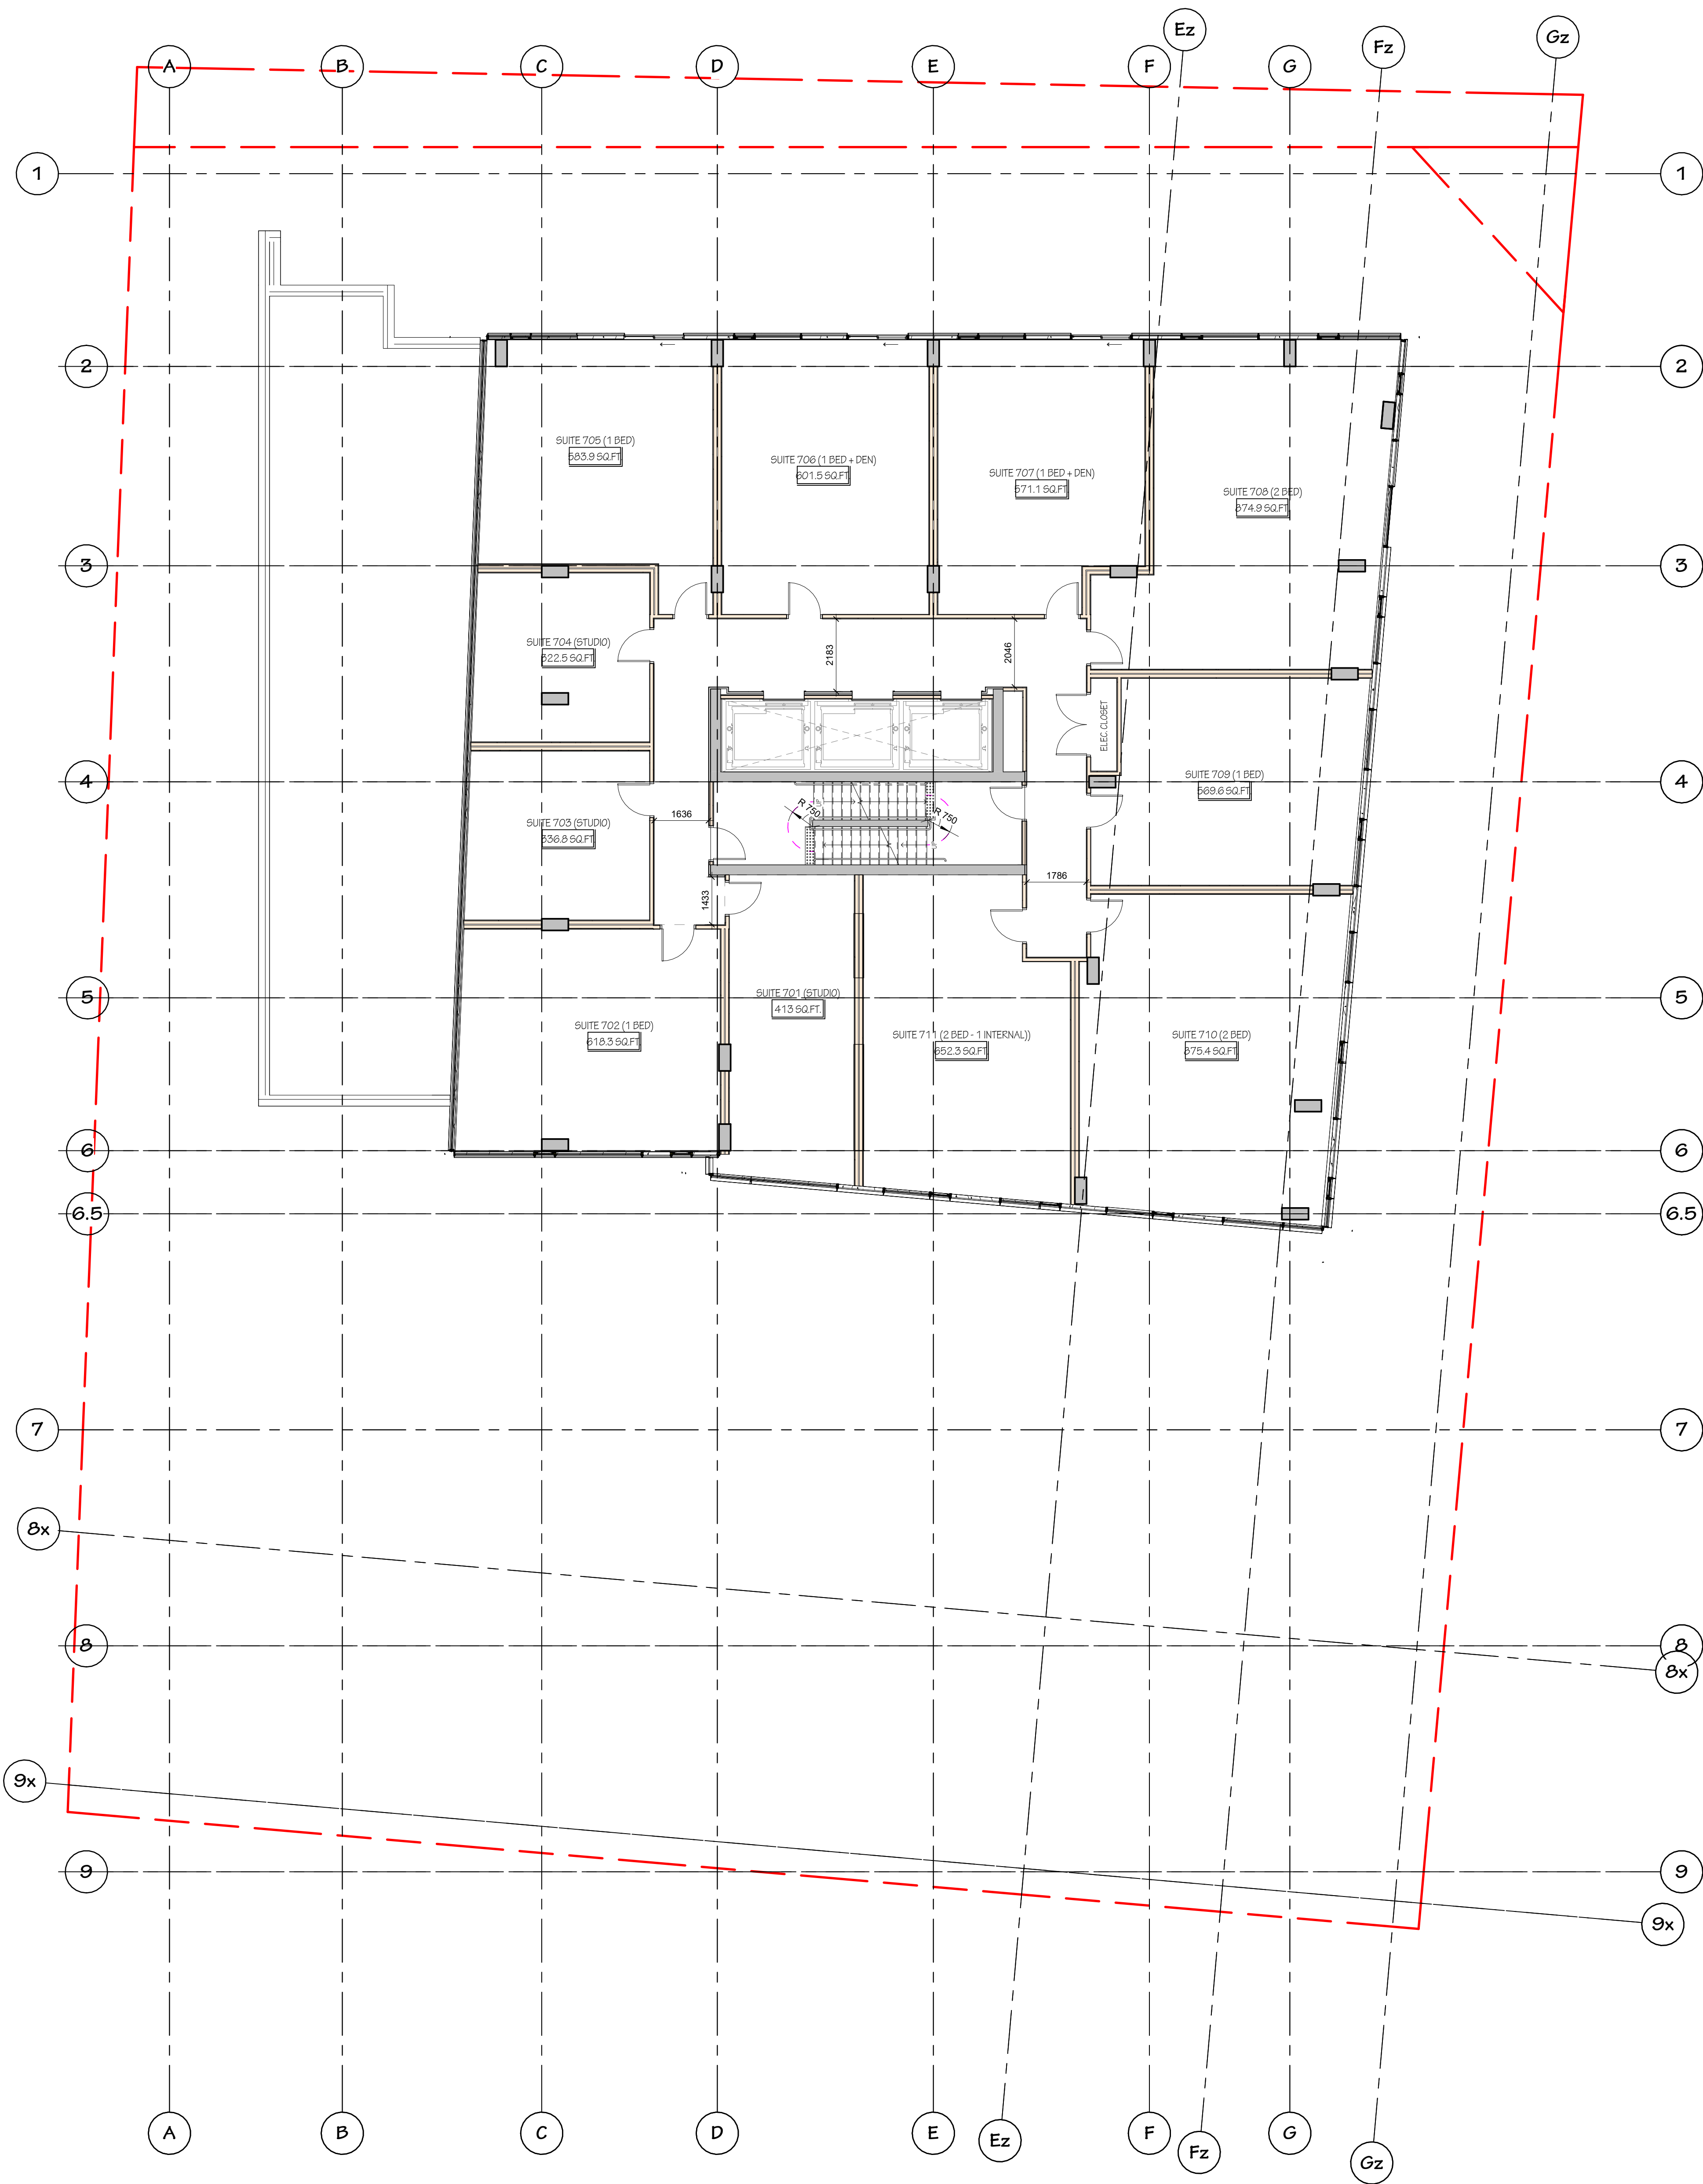 Ez
Fz
Gz
A
B
C
D
E
F
G
1
1
2
2
SUITE 705 (1 BED)
583.9 SQ.FT.
SUITE 706 (1 BED + DEN)
601.5 SQ.FT.
SUITE 707 (1 BED + DEN)
571.1 SQ.FT.
SUITE 708 (2 BED)
874.9 SQ.FT.
3
3
SUITE 704 (STUDIO)
322.5 SQ.FT.
2183
2046
ELEC. CLOSET
4
4
SUITE 709 (1 BED)
569.6 SQ.FT.
SUITE 703 (STUDIO)
336.8 SQ.FT.
1636
R 750
R 750
1433
1786
5
5
SUITE 701 (STUDIO)
413 SQ.FT.
SUITE 702 (1 BED)
618.3 SQ.FT.
SUITE 711 (2 BED - 1 INTERNAL))
652.3 SQ.FT.
SUITE 710 (2 BED)
875.4 SQ.FT.
6
6
6.5
6.5
7
7
8x
8
8
8x
9x
9
9
9x
A
B
C
D
E
Ez
F
Fz
G
Gz